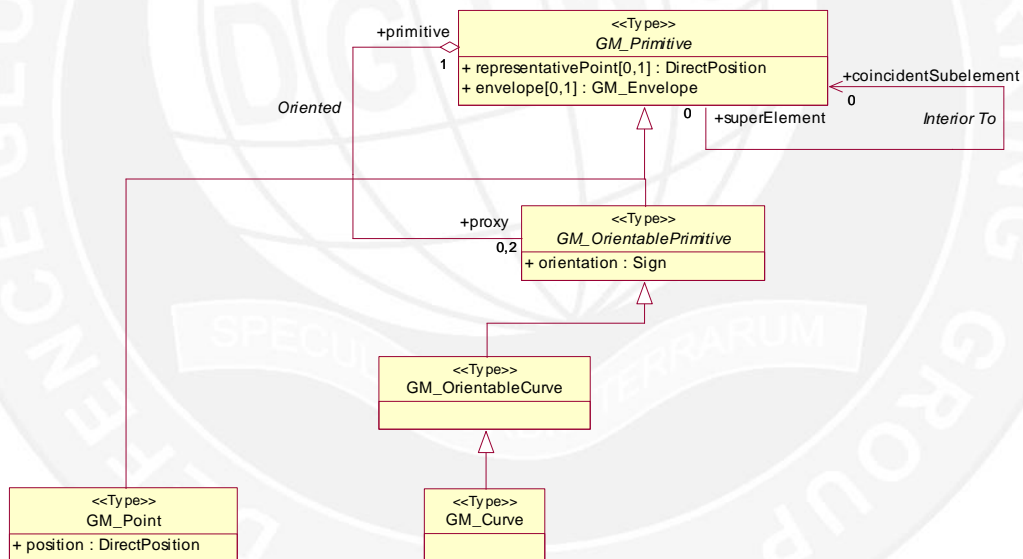 <<Type>>
GM_Primitive
+ representativePoint[0,1] : DirectPosition
+ envelope[0,1] : GM_Envelope
+primitive
1
Oriented
+coincidentSubelement
0
Interior To
0
+superElement
+proxy
0,2
<<Type>>
GM_OrientablePrimitive
+ orientation : Sign
<<Type>>
GM_OrientableCurve
<<Type>>
GM_Point
+ position : DirectPosition
<<Type>>
GM_Curve
GROUP